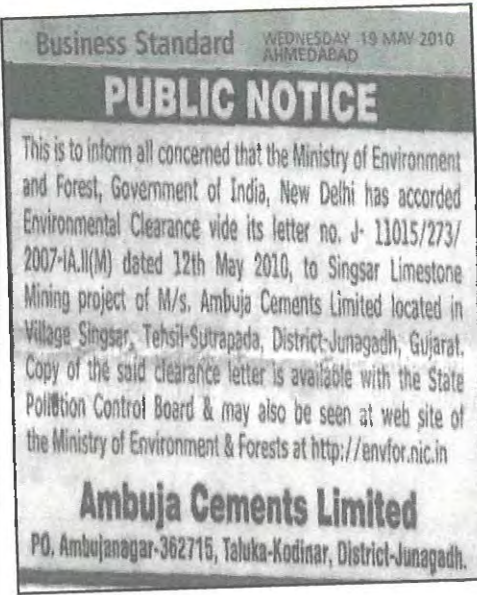 Business Standard WEDNESDAY 19 MAY 2010
AHMEDABAD
PUBLIC NOTICE
This is to inform all concerned that the Ministry of Environment
and Forest, Government of India, New Delhi has accorded
Environmental Clearance vide its letter no. J- 11015/273/
2007-IA.II(M) dated 12th May 2010, to Singsar Limestone
Mining project of M/s. Ambuja Cements Limited located in
Village Singsar, Tehsil-Sutrapada, District-Junagadh, Gujarat.
Copy of the said clearance letter is available with the State
Pollution Control Board & may also be seen at web site of
the Ministry of Environment & Forests at http://envfor.nic.in
Ambuja Cements Limited
PO. Ambujanagar-362715, Taluka-Kodinar, District-Junagadh.